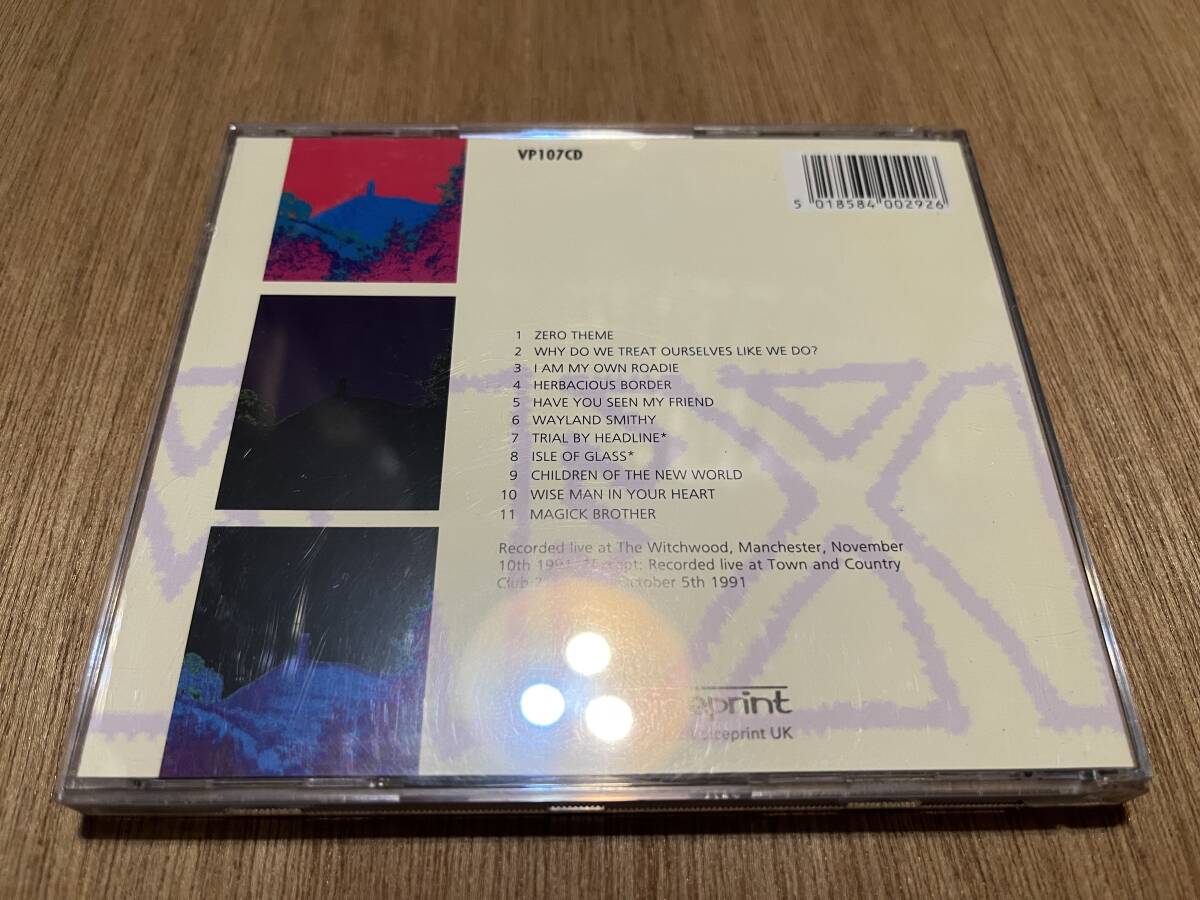 VP107CD
5 018584 002926
1 ZERO THEME
2 WHY DO WE TREAT OURSELVES LIKE WE DO?
3 I AM MY OWN ROADIE
4 HERBACIOUS BORDER
5 HAVE YOU SEEN MY FRIEND
6 WAYLAND SMITHY
7 TRIAL BY HEADLINE*
8 ISLE OF GLASS*
9 CHILDREN OF THE NEW WORLD
10 WISE MAN IN YOUR HEART
11 MAGICK BROTHER
Recorded live at The Witchwood, Manchester, November
10th 1991. Recorded live at Town and Country
Club October 5th 1991
eprint
Voiceprint UK